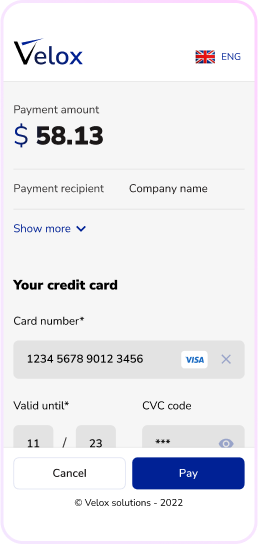 Velox
ENG
Payment amount
$ 58.13
Payment recipient Company name
Show more
Your credit card
Card number*
1234 5678 9012 3456 VISA
Valid until* CVC code
11 / 23 ***
Cancel Pay
© Velox solutions - 2022